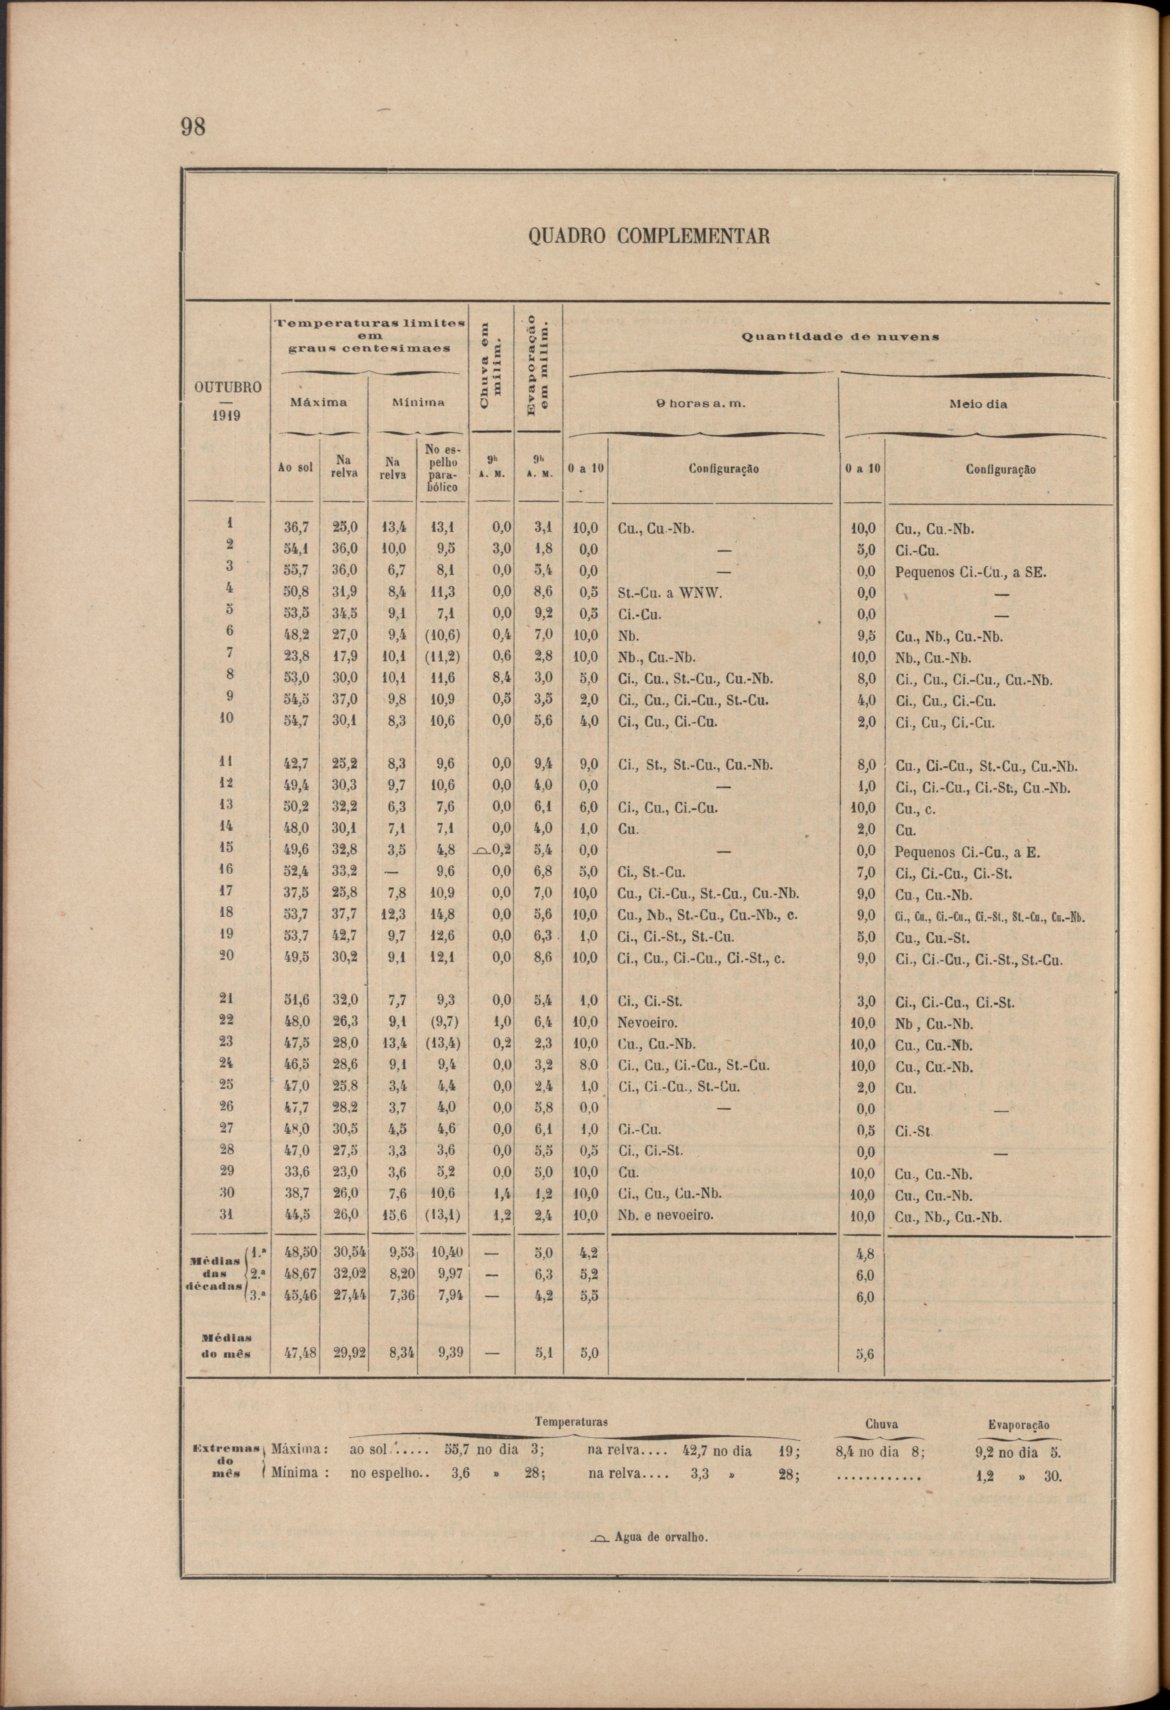 98
QUADRO COMPLEMENTAR
OUTUBRO
—
1919
Temperaturas limites
em
graus centesimaes
Chuva em
milim.
Evaporação
em milim.
Quantidade de nuvens
Máxima
Mínima
9 horas a. m.
Meio dia
Ao sol
Na
relva
Na
relva
No es-
pelho
para-
bólico
9h
A. M.
9h
A. M.
0 a 10
Configuração
0 a 10
Configuração
1 36,7 25,0 13,4 13,1 0,0 3,1 10,0 Cu., Cu.-Nb. 10,0 Cu., Cu.-Nb.
2 54,1 36,0 10,0 9,5 3,0 1,8 0,0 — 5,0 Ci.-Cu.
3 55,7 36,0 6,7 8,1 0,0 5,4 0,0 — 0,0 Pequenos Ci.-Cu., a SE.
4 50,8 31,9 8,4 11,3 0,0 8,6 0,5 St.-Cu. a WNW. 0,0 —
5 53,5 34,5 9,1 7,1 0,0 9,2 0,5 Ci.-Cu. 0,0 —
6 48,2 27,0 9,4 (10,6) 0,4 7,0 10,0 Nb. 9,5 Cu., Nb., Cu.-Nb.
7 23,8 17,9 10,1 (11,2) 0,6 2,8 10,0 Nb., Cu.-Nb. 10,0 Nb., Cu.-Nb.
8 53,0 30,0 10,1 11,6 8,4 3,0 5,0 Ci., Cu., St.-Cu., Cu.-Nb. 8,0 Ci., Cu., Ci.-Cu., Cu.-Nb.
9 54,5 37,0 9,8 10,9 0,5 3,5 2,0 Ci., Cu., Ci.-Cu., St.-Cu. 4,0 Ci., Cu., Ci.-Cu.
10 54,7 30,1 8,3 10,6 0,0 5,6 4,0 Ci., Cu., Ci.-Cu. 2,0 Ci., Cu., Ci.-Cu.
11 42,7 25,2 8,3 9,6 0,0 9,4 9,0 Ci., St., St.-Cu., Cu.-Nb. 8,0 Cu., Ci.-Cu., St.-Cu., Cu.-Nb.
12 49,4 30,3 9,7 10,6 0,0 4,0 0,0 — 1,0 Ci., Ci.-Cu., Ci.-St., Cu.-Nb.
13 50,2 32,2 6,3 7,6 0,0 6,1 6,0 Ci., Cu., Ci.-Cu. 10,0 Cu., c.
14 48,0 30,1 7,1 7,1 0,0 4,0 1,0 Cu. 2,0 Cu.
15 49,6 32,8 3,5 4,8 ⌓ 0,2 5,4 0,0 — 0,0 Pequenos Ci.-Cu., a E.
16 52,4 33,2 — 9,6 0,0 6,8 5,0 Ci., St.-Cu. 7,0 Ci., Ci.-Cu., Ci.-St.
17 37,5 25,8 7,8 10,9 0,0 7,0 10,0 Cu., Ci.-Cu., St.-Cu., Cu.-Nb. 9,0 Cu., Cu.-Nb.
18 53,7 37,7 12,3 14,8 0,0 5,6 10,0 Cu., Nb., St.-Cu., Cu.-Nb., c. 9,0 Ci., Cu., Ci.-Cu., Ci.-St., St.-Cu., Cu.-Nb.
19 53,7 42,7 9,7 12,6 0,0 6,3 1,0 Ci., Ci.-St., St.-Cu. 5,0 Cu., Cu.-St.
20 49,5 30,2 9,1 12,1 0,0 8,6 10,0 Ci., Cu., Ci.-Cu., Ci.-St., c. 9,0 Ci., Ci.-Cu., Ci.-St., St.-Cu.
21 51,6 32,0 7,7 9,3 0,0 5,4 1,0 Ci., Ci.-St. 3,0 Ci., Ci.-Cu., Ci.-St.
22 48,0 26,3 9,1 (9,7) 1,0 6,4 10,0 Nevoeiro. 10,0 Nb, Cu.-Nb.
23 47,5 28,0 13,4 (13,4) 0,2 2,3 10,0 Cu., Cu.-Nb. 10,0 Cu., Cu.-Nb.
24 46,5 28,6 9,1 9,4 0,0 3,2 8,0 Ci., Cu., Ci.-Cu., St.-Cu. 10,0 Cu., Cu.-Nb.
25 47,0 25,8 3,4 4,4 0,0 2,4 1,0 Ci., Ci.-Cu., St.-Cu. 2,0 Cu.
26 47,7 28,2 3,7 4,0 0,0 5,8 0,0 — 0,0 —
27 48,0 30,5 4,5 4,6 0,0 6,1 1,0 Ci.-Cu. 0,5 Ci.-St
28 47,0 27,5 3,3 3,6 0,0 5,5 0,5 Ci., Ci.-St. 0,0 —
29 33,6 23,0 3,6 5,2 0,0 5,0 10,0 Cu. 10,0 Cu., Cu.-Nb.
30 38,7 26,0 7,6 10,6 1,4 1,2 10,0 Ci., Cu., Cu.-Nb. 10,0 Cu., Cu.-Nb.
31 44,5 26,0 15,6 (13,1) 1,2 2,4 10,0 Nb. e nevoeiro. 10,0 Cu., Nb., Cu.-Nb.
Médias
das
décadas
1.ª 48,50 30,54 9,53 10,40 — 5,0 4,2 4,8
2.ª 48,67 32,02 8,20 9,97 — 6,3 5,2 6,0
3.ª 45,46 27,44 7,36 7,94 — 4,2 5,5 6,0
Médias
do mês 47,48 29,92 8,34 9,39 — 5,1 5,0 5,6
Temperaturas Chuva Evaporação
Extremas
do
mês
Máxima: ao sol ...... 55,7 no dia 3; na relva.... 42,7 no dia 19; 8,4 no dia 8; 9,2 no dia 5.
Mínima : no espelho.. 3,6 » 28; na relva.... 3,3 » 28; ............ 1,2 » 30.
⌓ Agua de orvalho.